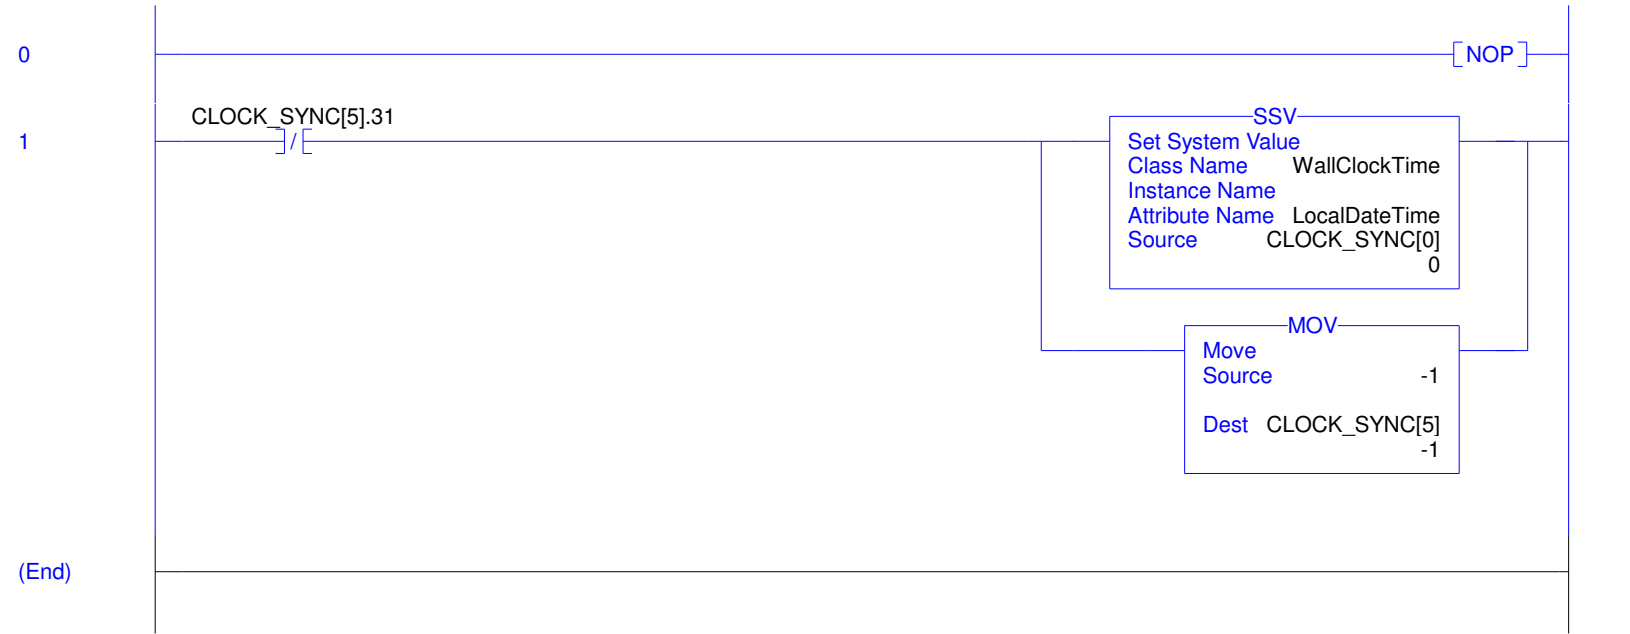 0
NOP
CLOCK_SYNC[5].31
1
/
SSV
Set System Value
Class Name WallClockTime
Instance Name
Attribute Name LocalDateTime
Source CLOCK_SYNC[0]
0
MOV
Move
Source -1
Dest CLOCK_SYNC[5]
-1
(End)